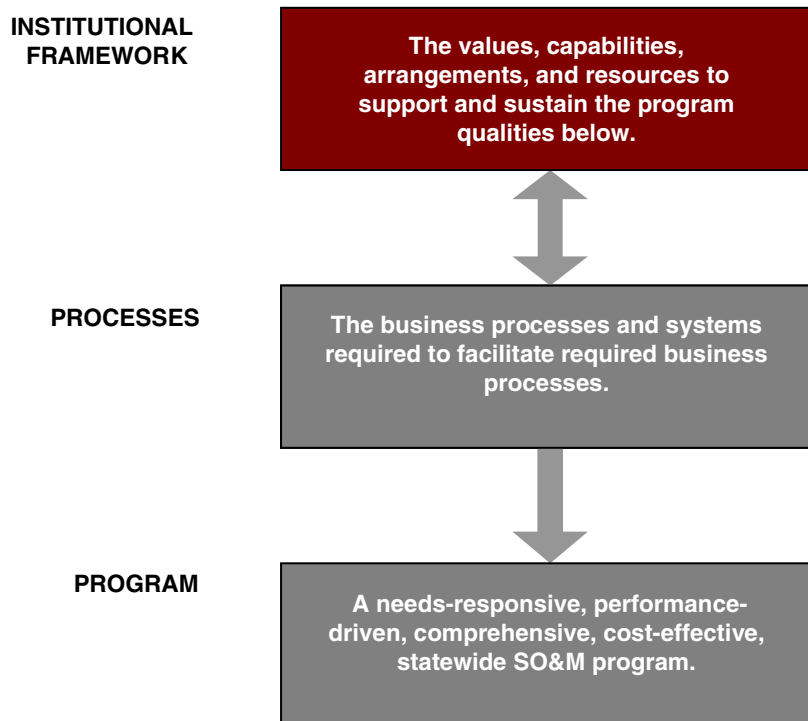 INSTITUTIONAL
FRAMEWORK
The values, capabilities,
arrangements, and resources to
support and sustain the program
qualities below.
PROCESSES
The business processes and systems
required to facilitate required business
processes.
PROGRAM
A needs-responsive, performance-
driven, comprehensive, cost-effective,
statewide SO&M program.